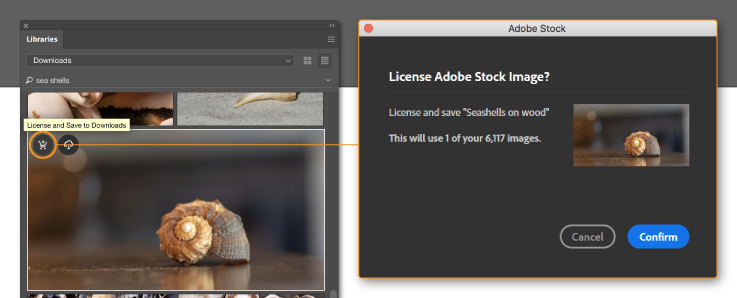 Libraries
Downloads
sea shells
License and Save to Downloads
Adobe Stock
License Adobe Stock Image?
License and save "Seashells on wood"
This will use 1 of your 6,117 images.
Cancel
Confirm